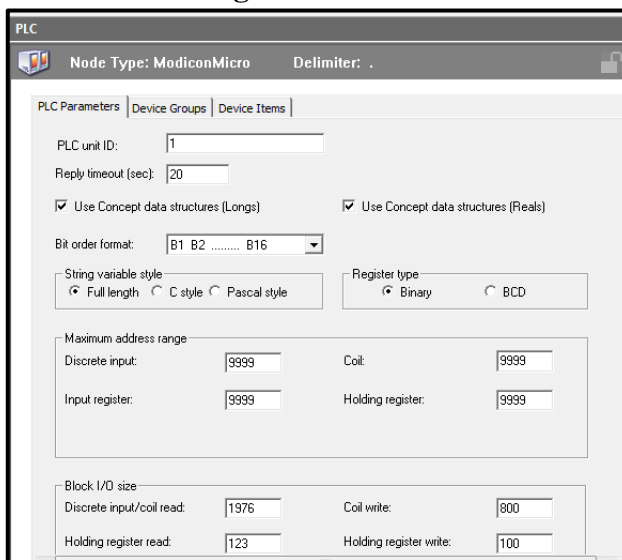 PLC
Node Type: ModiconMicro Delimiter: .
PLC Parameters Device Groups Device Items
PLC unit ID: 1
Reply timeout (sec): 20
Use Concept data structures (Longs) Use Concept data structures (Reals)
Bit order format: B1 B2 ......... B16
String variable style Register type
Full length C style Pascal style Binary BCD
Maximum address range
Discrete input: 9999 Coil: 9999
Input register: 9999 Holding register: 9999
Block I/O size
Discrete input/coil read: 1976 Coil write: 800
Holding register read: 123 Holding register write: 100